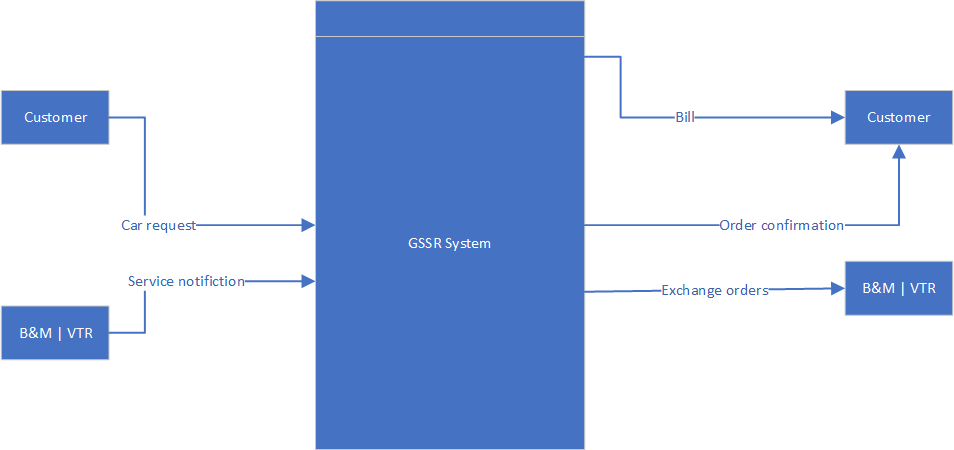 Customer
Bill
Customer
Car request
Order confirmation
GSSR System
Service notifiction
Exchange orders
B&M | VTR
B&M | VTR